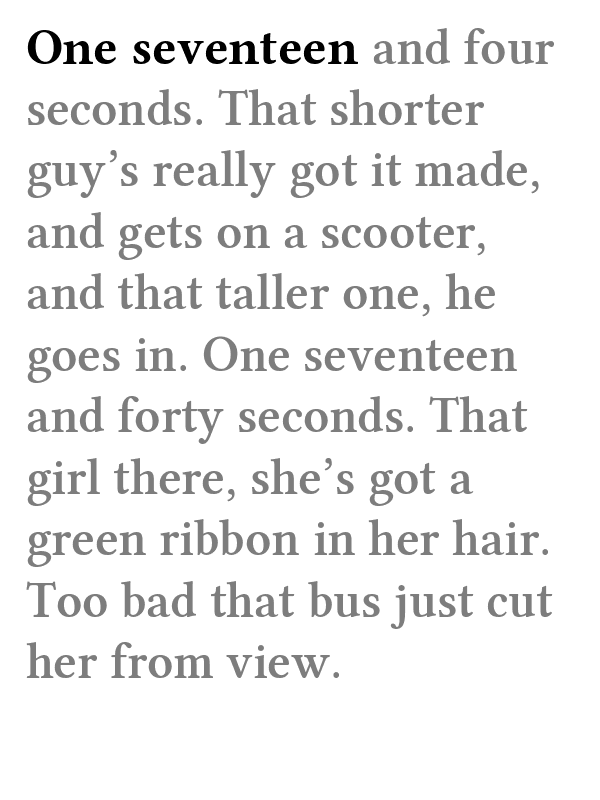 One seventeen and four
seconds. That shorter
guy’s really got it made,
and gets on a scooter,
and that taller one, he
goes in. One seventeen
and forty seconds. That
girl there, she’s got a
green ribbon in her hair.
Too bad that bus just cut
her from view.